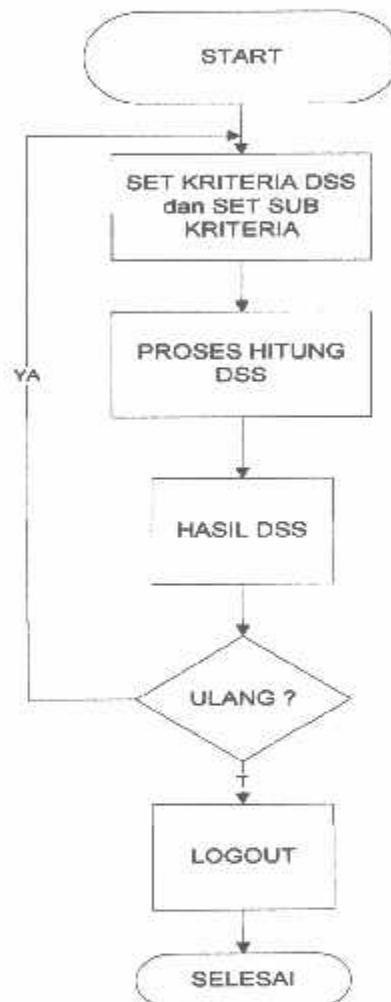 START
SET KRITERIA DSS
dan SET SUB
KRITERIA
PROSES HITUNG
DSS
YA
HASIL DSS
ULANG ?
T
LOGOUT
SELESAI